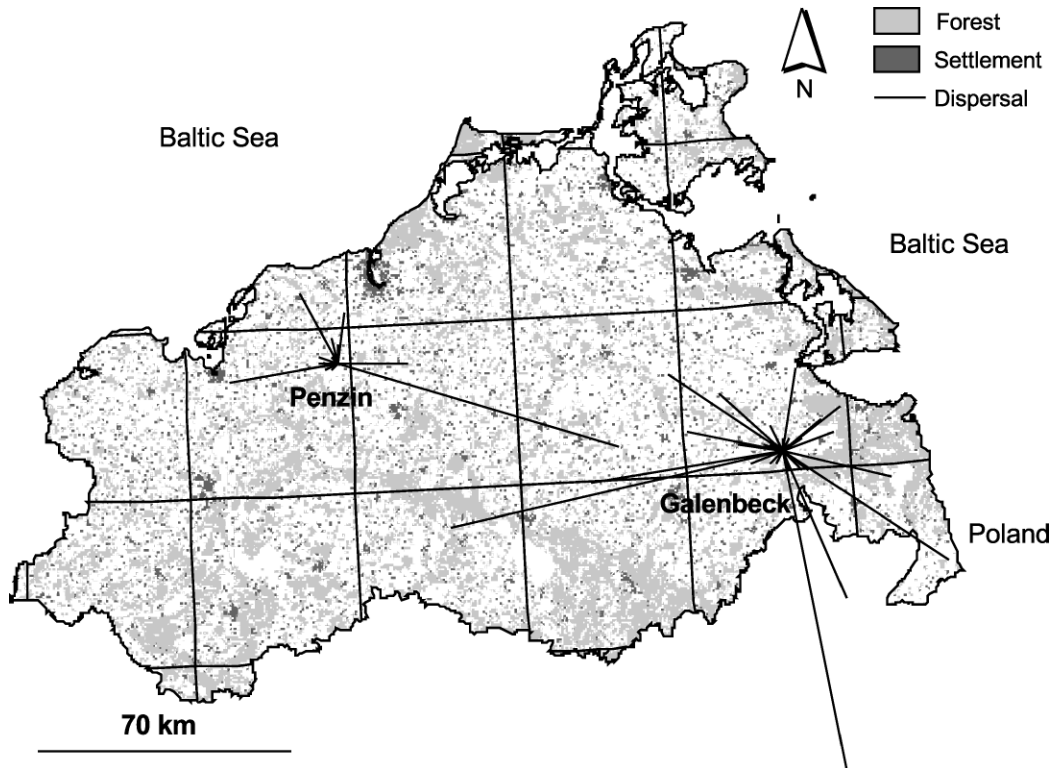 Forest
Settlement
Dispersal
N
Baltic Sea
Baltic Sea
Penzin
Galenbeck
Poland
70 km